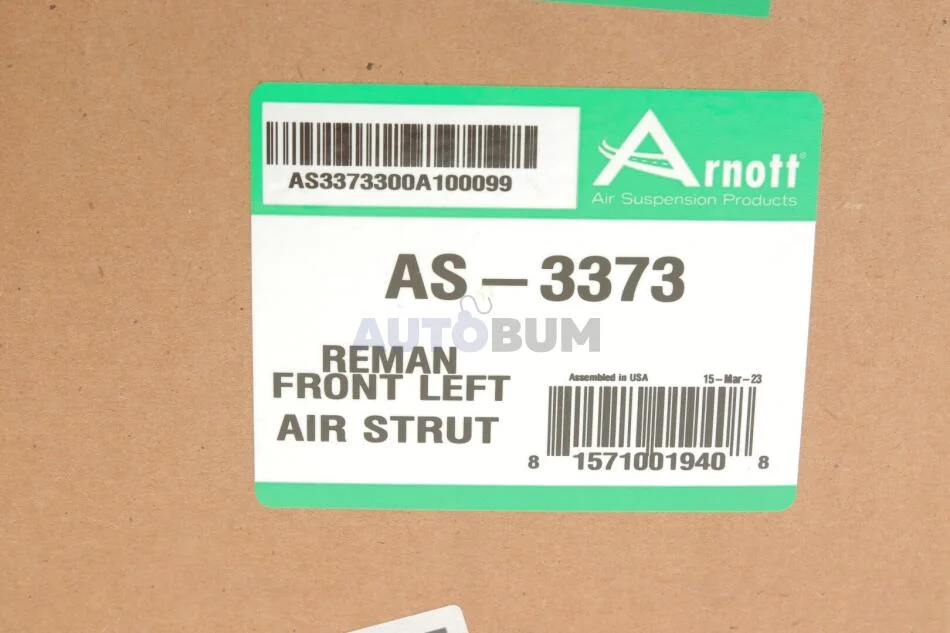 AS3373300A100099
Arnott®
Air Suspension Products
AS-3373
AUTOBUM
REMAN
FRONT LEFT
AIR STRUT
Assembled in USA 15-Mar-23
8 1571001940 8